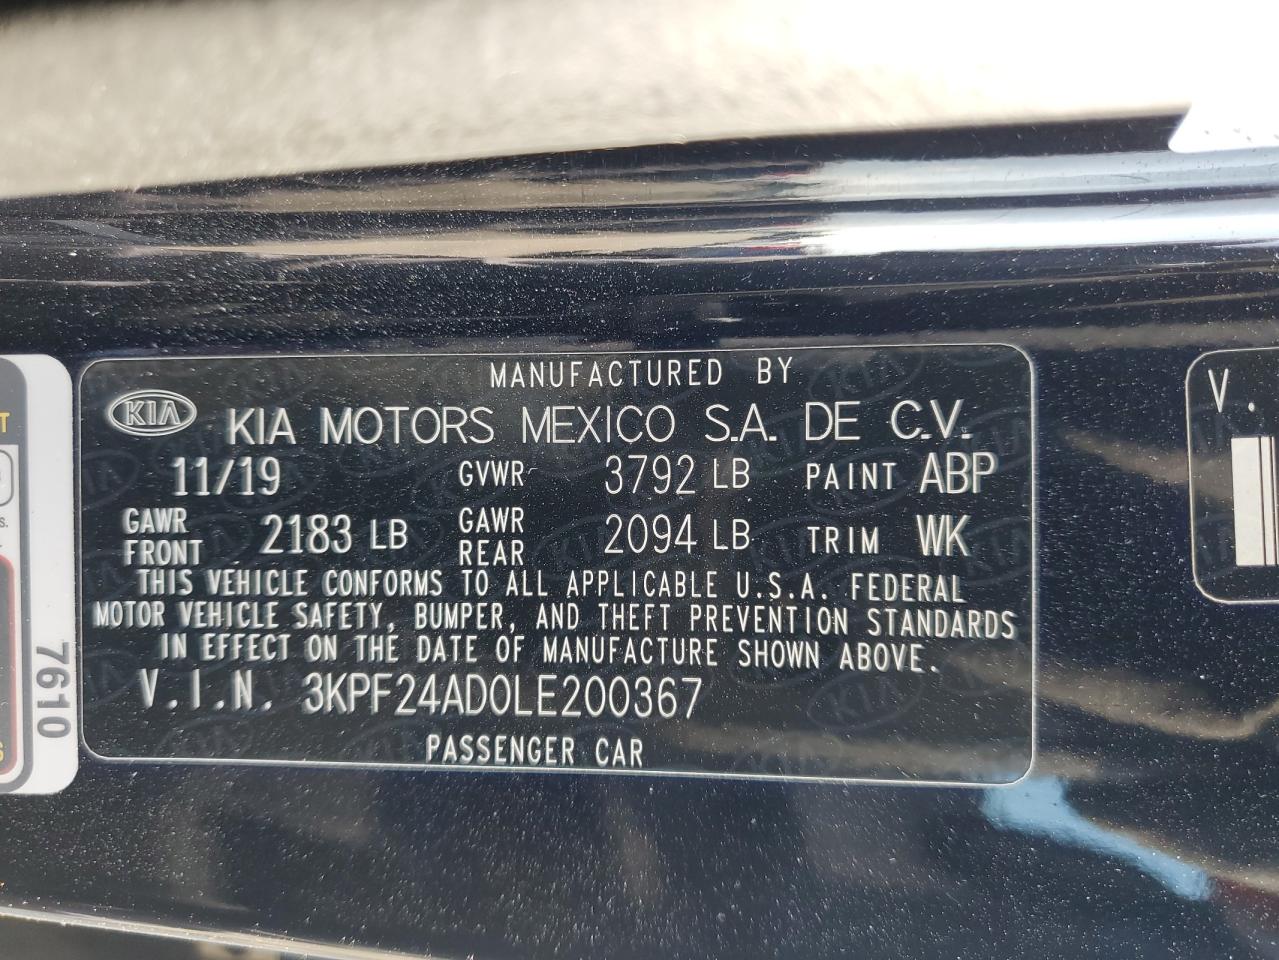 MANUFACTURED BY
KIA KIA MOTORS MEXICO S.A. DE C.V.
11/19 GVWR 3792 LB PAINT ABP
GAWR FRONT 2183 LB GAWR REAR 2094 LB TRIM WK
THIS VEHICLE CONFORMS TO ALL APPLICABLE U.S.A. FEDERAL
MOTOR VEHICLE SAFETY, BUMPER, AND THEFT PREVENTION STANDARDS
IN EFFECT ON THE DATE OF MANUFACTURE SHOWN ABOVE.
V.I.N. 3KPF24AD0LE200367
PASSENGER CAR
7610
V.